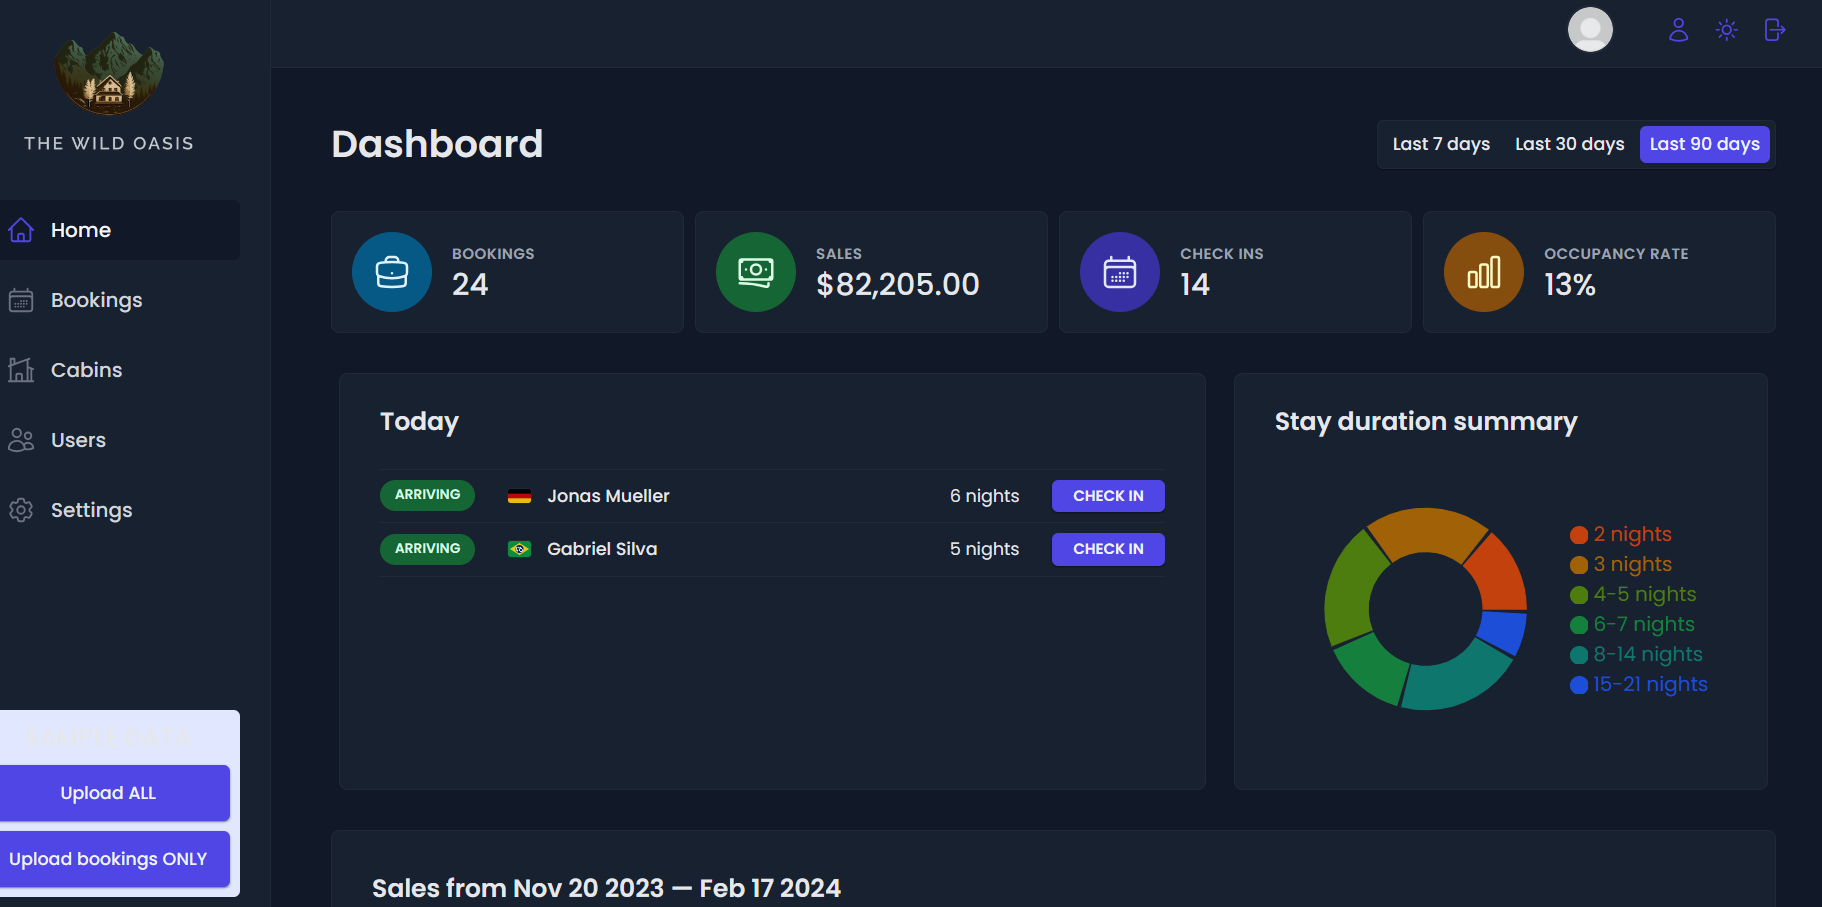 THE WILD OASIS
Home
Bookings
Cabins
Users
Settings
SAMPLE DATA
Upload ALL
Upload bookings ONLY
Dashboard
Last 7 days Last 30 days Last 90 days
BOOKINGS
24
SALES
$82,205.00
CHECK INS
14
OCCUPANCY RATE
13%
Today
ARRIVING Jonas Mueller 6 nights CHECK IN
ARRIVING Gabriel Silva 5 nights CHECK IN
Stay duration summary
2 nights
3 nights
4-5 nights
6-7 nights
8-14 nights
15-21 nights
Sales from Nov 20 2023 — Feb 17 2024